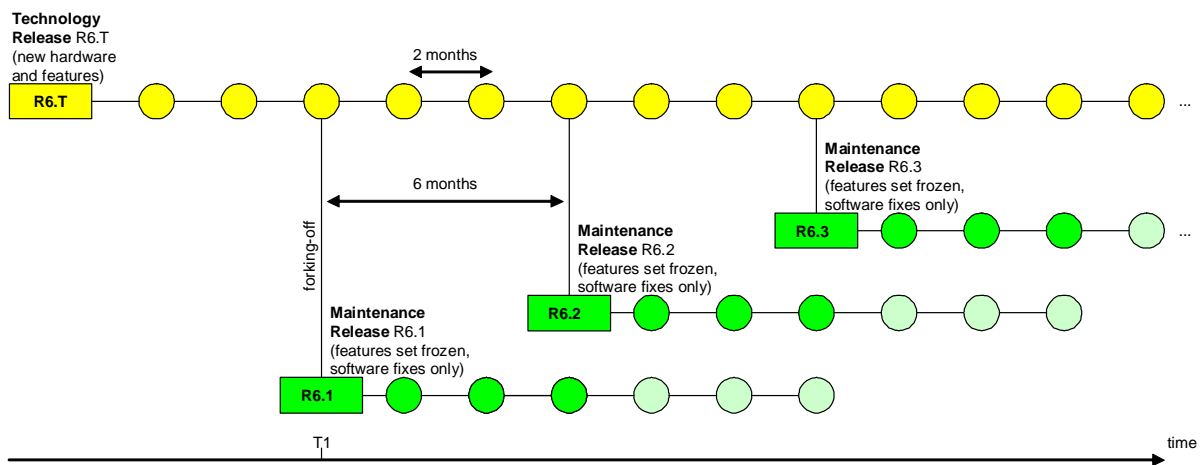 Technology
Release R6.T
(new hardware
and features)
2 months
R6.T
...
Maintenance
Release R6.3
(features set frozen,
software fixes only)
6 months
R6.3
...
forking-off
Maintenance
Release R6.2
(features set frozen,
software fixes only)
R6.2
Maintenance
Release R6.1
(features set frozen,
software fixes only)
R6.1
T1
time